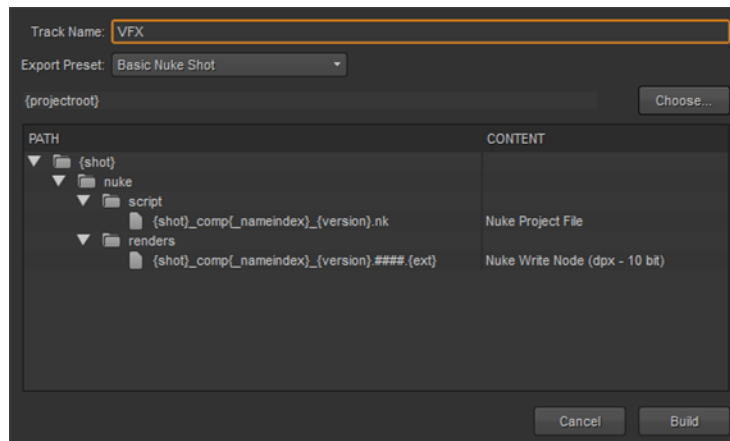 Track Name: VFX
Export Preset: Basic Nuke Shot
{projectroot} Choose...
PATH CONTENT
{shot}
nuke
script
{shot}_comp{_nameindex}_{version}.nk Nuke Project File
renders
{shot}_comp{_nameindex}_{version}.####.{ext} Nuke Write Node (dpx - 10 bit)
Cancel Build